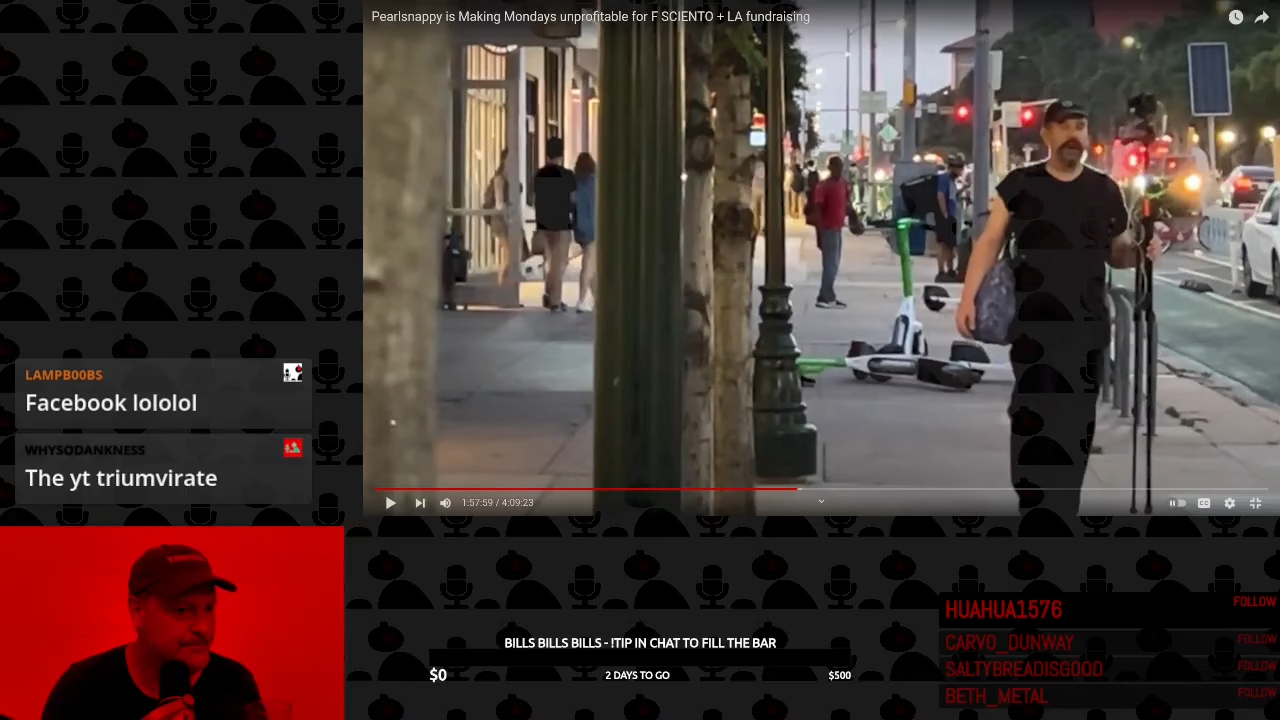 Pearlsnappy is Making Mondays unprofitable for F SCIENTO + LA fundraising
LAMPB00BS
Facebook lololol
WHYSODANKNESS
The yt triumvirate
1:57:59 / 4:09:23
BILLS BILLS BILLS - !TIP IN CHAT TO FILL THE BAR
$0
2 DAYS TO GO
$500
HUAHUA1576
FOLLOW
CARVO_DUNWAY
FOLLOW
SALTYBREADISGOOD
FOLLOW
BETH_METAL
FOLLOW